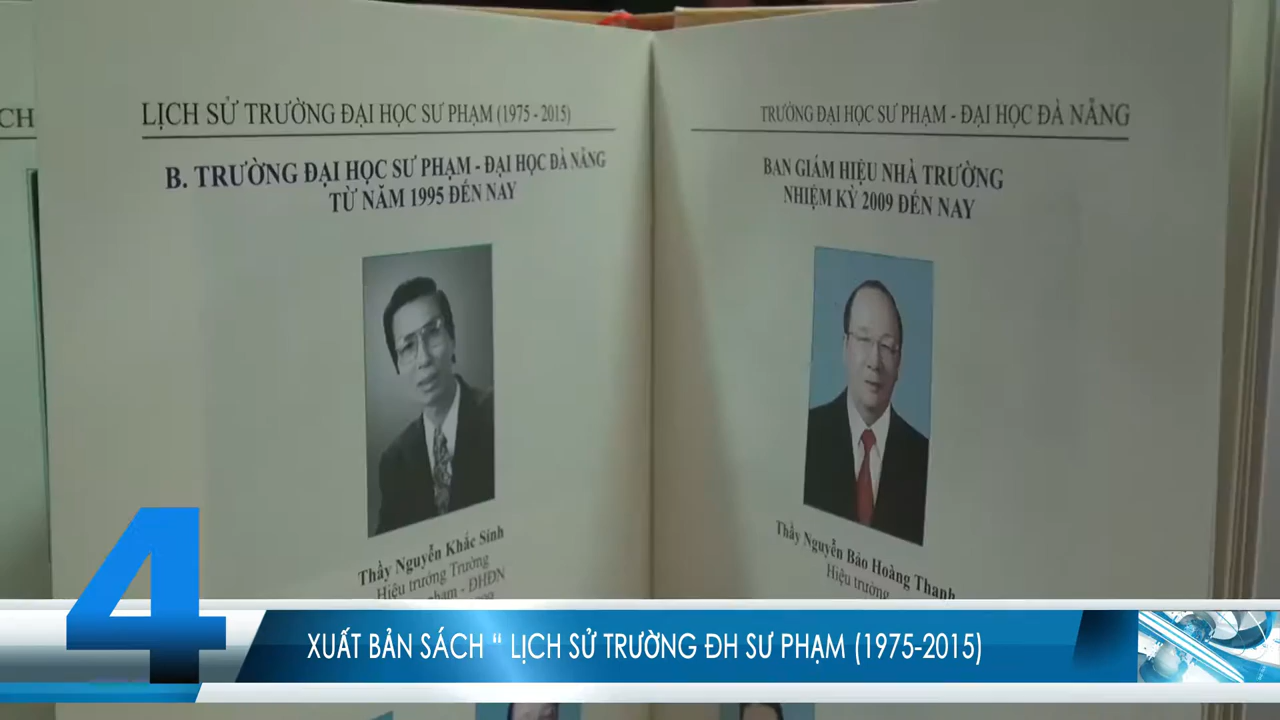 CH
LỊCH SỬ TRƯỜNG ĐẠI HỌC SƯ PHẠM (1975 - 2015)
B. TRƯỜNG ĐẠI HỌC SƯ PHẠM - ĐẠI HỌC ĐÀ NẴNG
TỪ NĂM 1995 ĐẾN NAY
Thầy Nguyễn Khắc Sính
Hiệu trưởng Trường
phạm - ĐHĐN
TRƯỜNG ĐẠI HỌC SƯ PHẠM - ĐẠI HỌC ĐÀ NẴNG
BAN GIÁM HIỆU NHÀ TRƯỜNG
NHIỆM KỲ 2009 ĐẾN NAY
Thầy Nguyễn Bảo Hoàng Thanh
Hiệu trưởng
4
XUẤT BẢN SÁCH “ LỊCH SỬ TRƯỜNG ĐH SƯ PHẠM (1975-2015)